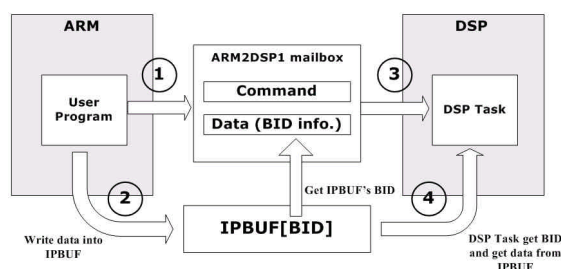 ARM
DSP
1
ARM2DSP1 mailbox
3
User
Program
Command
Data (BID info.)
DSP Task
2
Get IPBUF's BID
4
Write data into
IPBUF
IPBUF[BID]
DSP Task get BID
and get data from
IPBUF